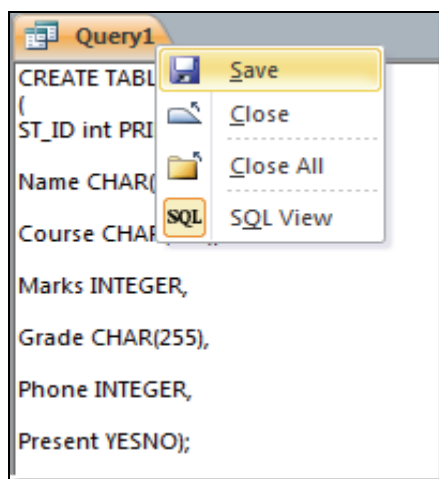 Query1
CREATE TABL
(
ST_ID int PRI
Name CHAR(
Course CHAR
Marks INTEGER,
Grade CHAR(255),
Phone INTEGER,
Present YESNO);
Save
Close
Close All
SQL SQL View